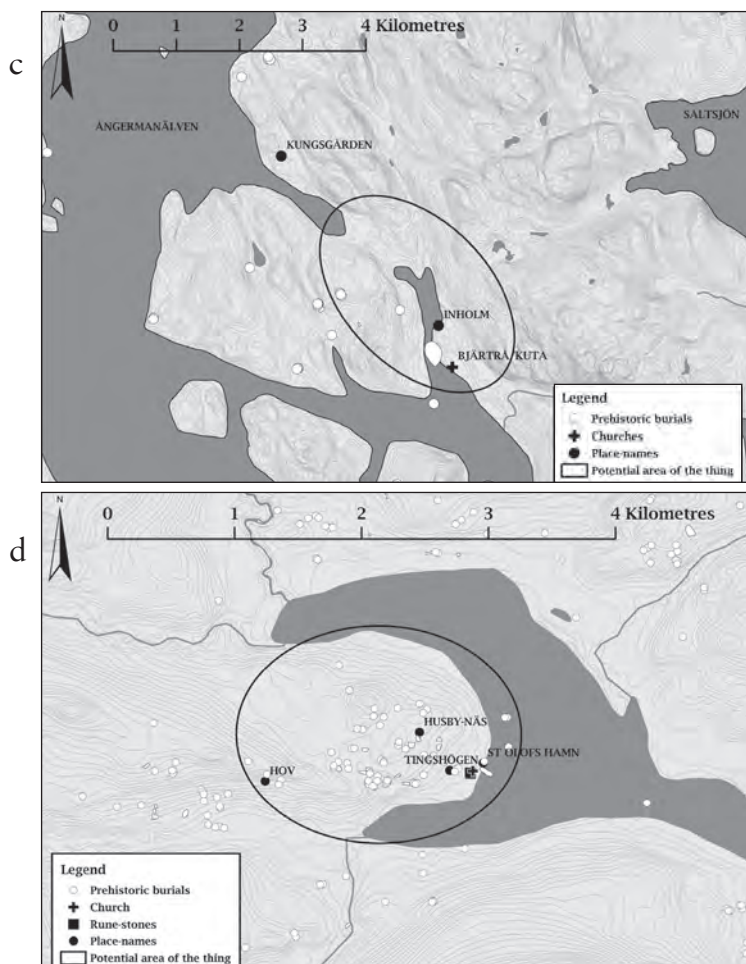 c
N
0 1 2 3 4 Kilometres
ÅNGERMANÄLVEN
SALTSJÖN
KUNGSGÅRDEN
INHOLM
BJÄRTRÅ/KUTA
Legend
Prehistoric burials
Churches
Place-names
Potential area of the thing
d
N
0 1 2 3 4 Kilometres
HUSBY-NÄS
ST OLOFS HAMN
TINGSHÖGEN
HOV
Legend
Prehistoric burials
Church
Rune-stones
Place-names
Potential area of the thing